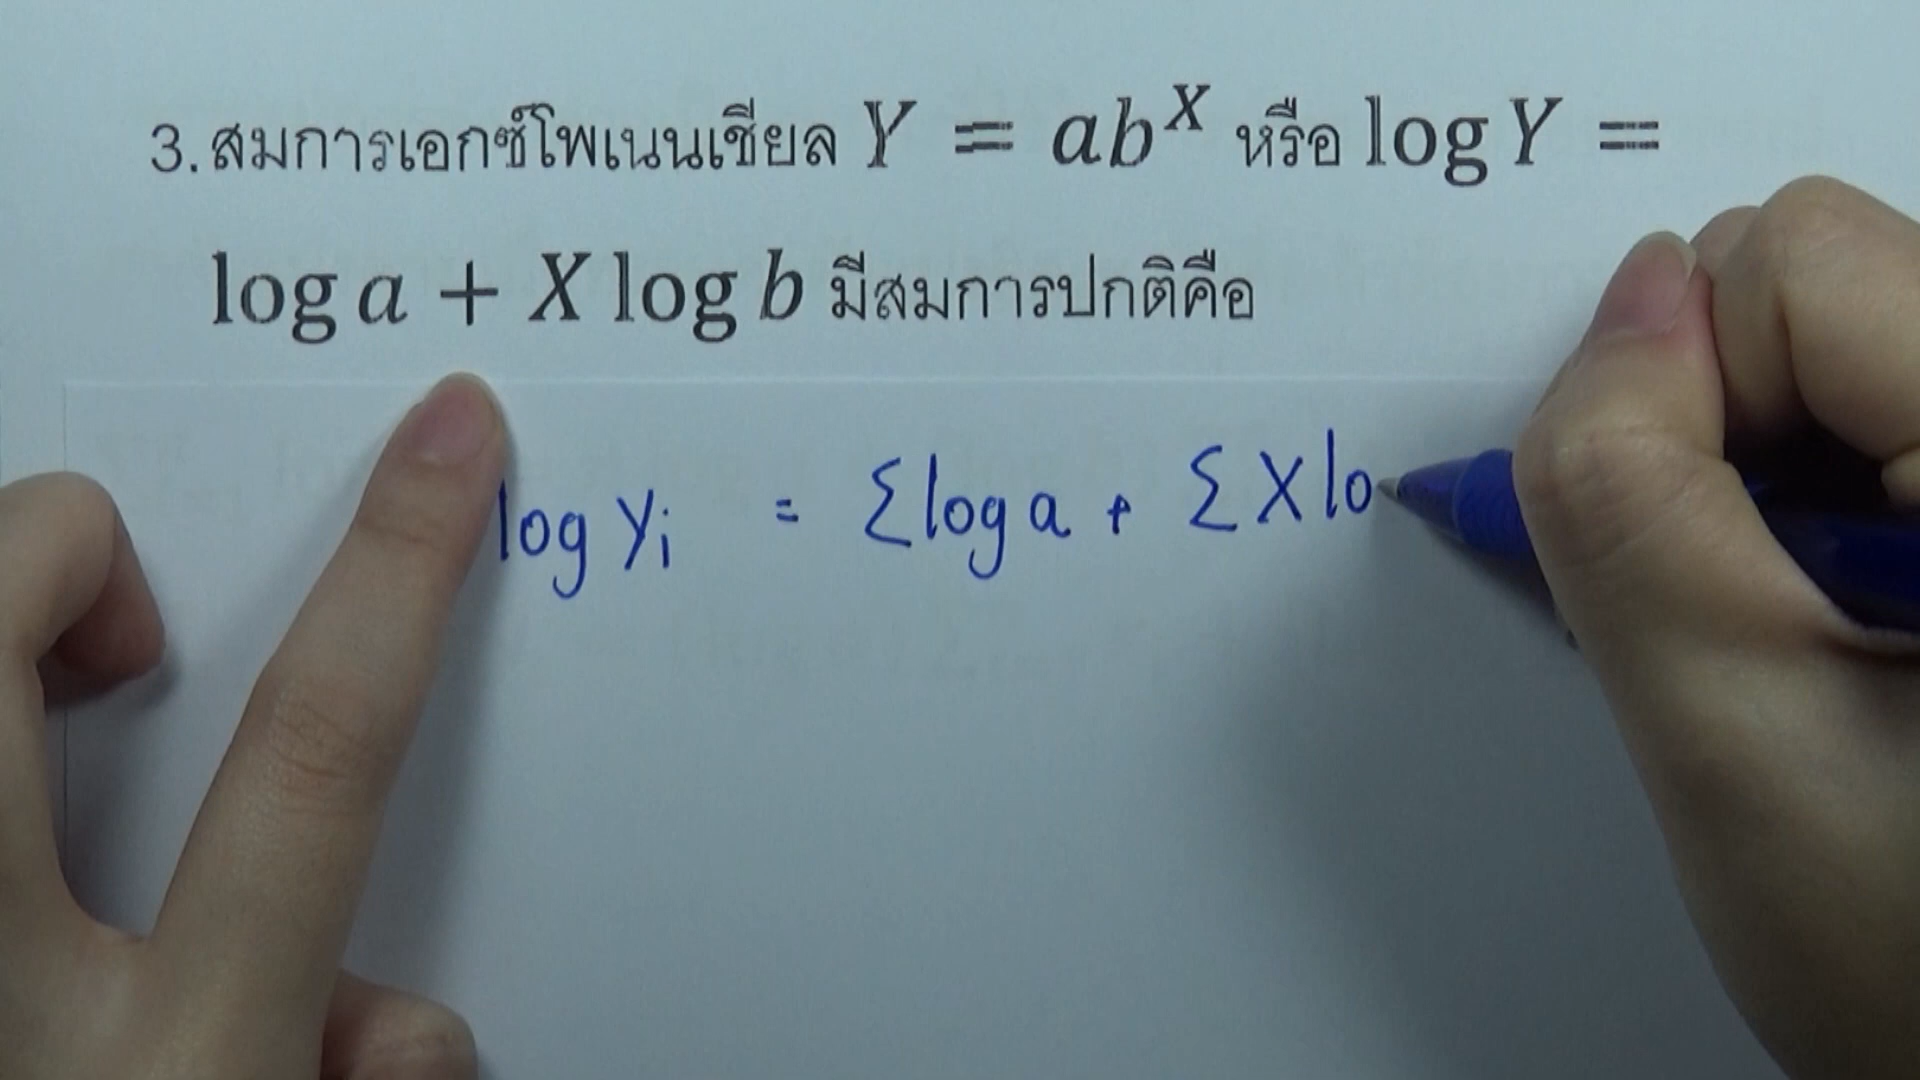 3. สมการเอกซ์โพเนนเชียล Y = ab^X หรือ log Y =
log a + X log b มีสมการปกติคือ
log yi = Σ log a + Σ X lo